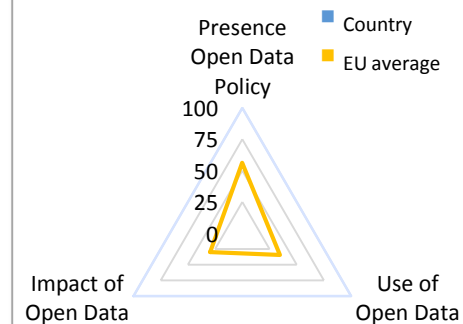 Presence
Open Data
Policy
Country
EU average
100
75
50
25
0
Impact of
Open Data
Use of
Open Data